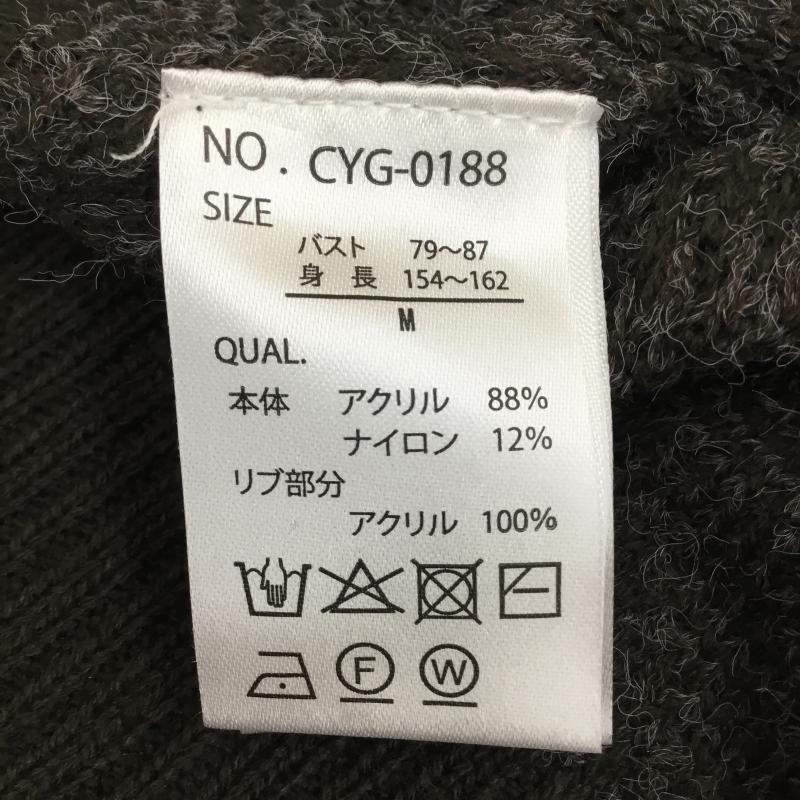 NO. CYG-0188
SIZE
バスト 79～87
身 長 154～162
M
QUAL.
本体 アクリル 88%
ナイロン 12%
リブ部分
アクリル 100%
F W